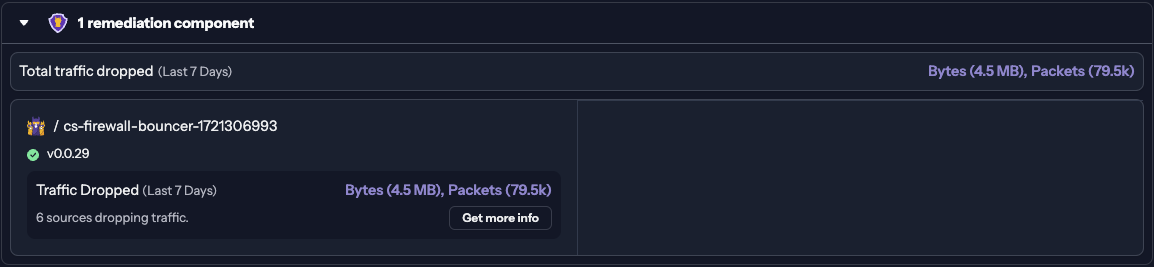 1 remediation component
Total traffic dropped (Last 7 Days) Bytes (4.5 MB), Packets (79.5k)
/ cs-firewall-bouncer-1721306993
v0.0.29
Traffic Dropped (Last 7 Days) Bytes (4.5 MB), Packets (79.5k)
6 sources dropping traffic. Get more info